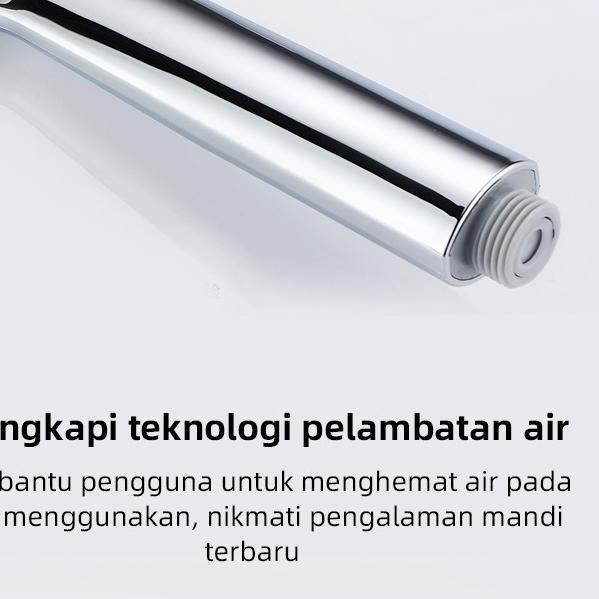 ngkapi teknologi pelambatan air
bantu pengguna untuk menghemat air pada
menggunakan, nikmati pengalaman mandi
terbaru